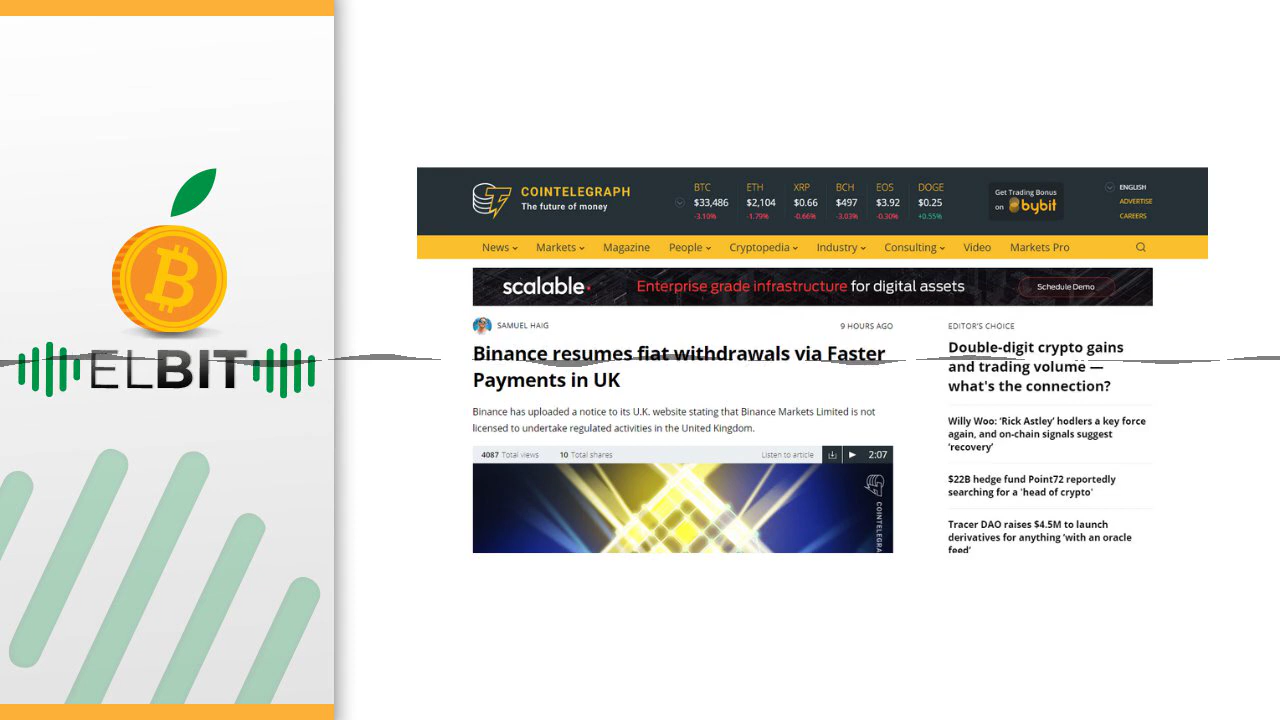 ELBIT
COINTELEGRAPH
The future of money
BTC
$33,486
-3.10%
ETH
$2,104
-1.79%
XRP
$0.66
-0.66%
BCH
$497
-3.03%
EOS
$3.92
-0.30%
DOGE
$0.25
+0.55%
Get Trading Bonus
on bybit
ENGLISH
ADVERTISE
CAREERS
News Markets Magazine People Cryptopedia Industry Consulting Video Markets Pro
scalable Enterprise grade infrastructure for digital assets Schedule Demo
SAMUEL HAIG 9 HOURS AGO
Binance resumes fiat withdrawals via Faster
Payments in UK
Binance has uploaded a notice to its U.K. website stating that Binance Markets Limited is not
licensed to undertake regulated activities in the United Kingdom.
4087 Total views 10 Total shares Listen to article 2:07
COINTELEGRA
EDITOR'S CHOICE
Double-digit crypto gains
and trading volume —
what's the connection?
Willy Woo: ‘Rick Astley’ hodlers a key force
again, and on-chain signals suggest
‘recovery’
$22B hedge fund Point72 reportedly
searching for a 'head of crypto'
Tracer DAO raises $4.5M to launch
derivatives for anything ‘with an oracle
feed’